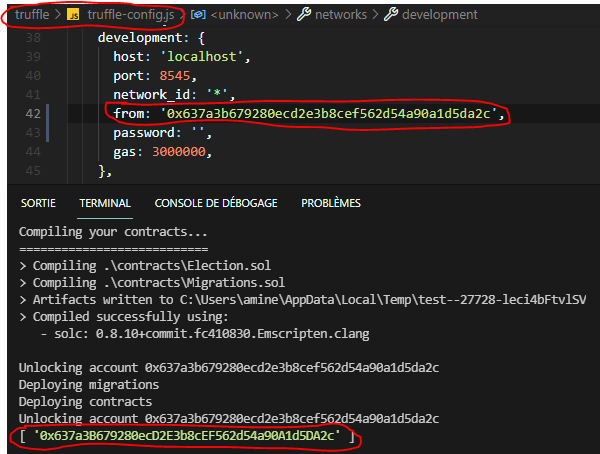 truffle > JS truffle-config.js > <unknown> > networks > development
38 development: {
39 host: 'localhost',
40 port: 8545,
41 network_id: '*',
42 from: '0x637a3b679280ecd2e3b8cef562d54a90a1d5da2c',
43 password: '',
44 gas: 3000000,
45 },
SORTIE TERMINAL CONSOLE DE DÉBOGAGE PROBLÈMES
Compiling your contracts...
===========================
> Compiling .\contracts\Election.sol
> Compiling .\contracts\Migrations.sol
> Artifacts written to C:\Users\amine\AppData\Local\Temp\test--27728-leci4bFtvlSV
> Compiled successfully using:
- solc: 0.8.10+commit.fc410830.Emscripten.clang
Unlocking account 0x637a3b679280ecd2e3b8cef562d54a90a1d5da2c
Deploying migrations
Deploying contracts
Unlocking account 0x637a3b679280ecd2e3b8cef562d54a90a1d5da2c
[ '0x637a3B679280ecD2E3b8cEF562d54a90A1d5DA2c' ]